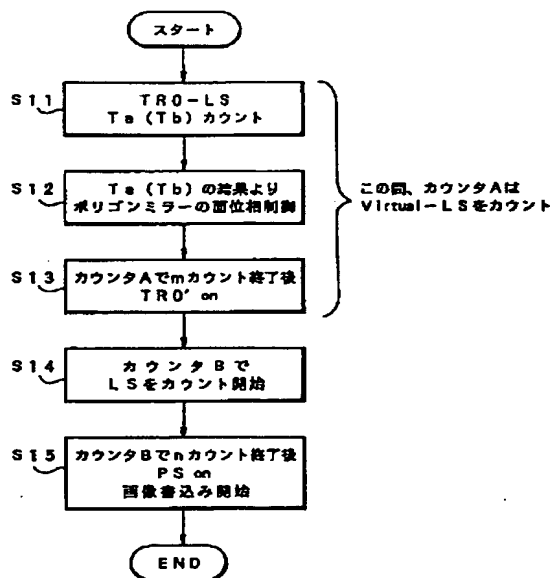 スタート
S11
TR0-LS
Ta(Tb)カウント
S12
Ta(Tb)の結果より
ポリゴンミラーの面位相制御
この間、カウンタAは
Virtual-LSをカウント
S13
カウンタAでmカウント終了後
TR0' on
S14
カウンタBで
LSをカウント開始
S15
カウンタBでnカウント終了後
PS on
画像書込み開始
END